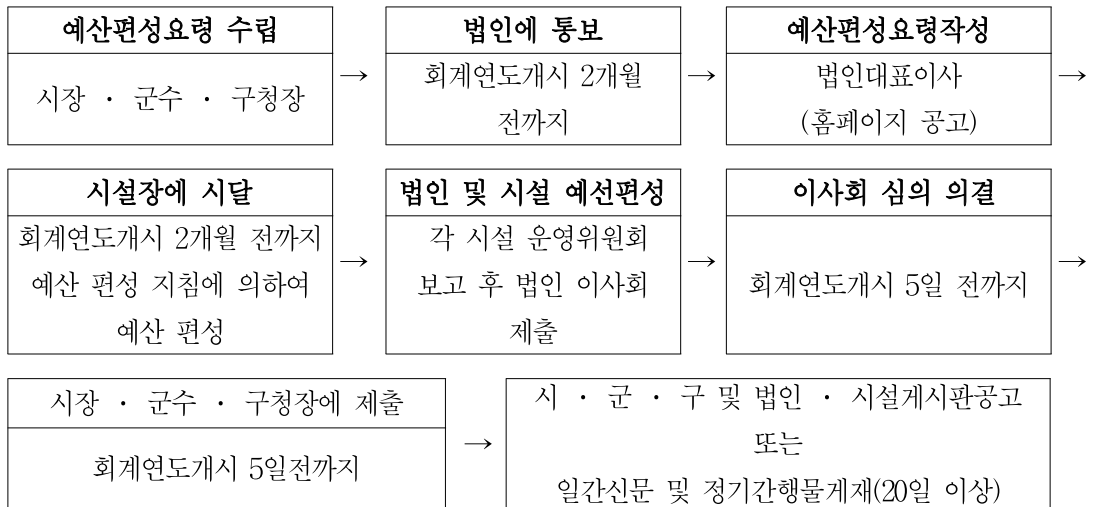 예산편성요령 수립
시장 · 군수 · 구청장
→
법인에 통보
회계연도개시 2개월
전까지
→
예산편성요령작성
법인대표이사
(홈페이지 공고)
→
시설장에 시달
회계연도개시 2개월 전까지
예산 편성 지침에 의하여
예산 편성
→
법인 및 시설 예선편성
각 시설 운영위원회
보고 후 법인 이사회
제출
→
이사회 심의 의결
회계연도개시 5일 전까지
→
시장 · 군수 · 구청장에 제출
회계연도개시 5일전까지
→
시 · 군 · 구 및 법인 · 시설게시판공고
또는
일간신문 및 정기간행물게재(20일 이상)